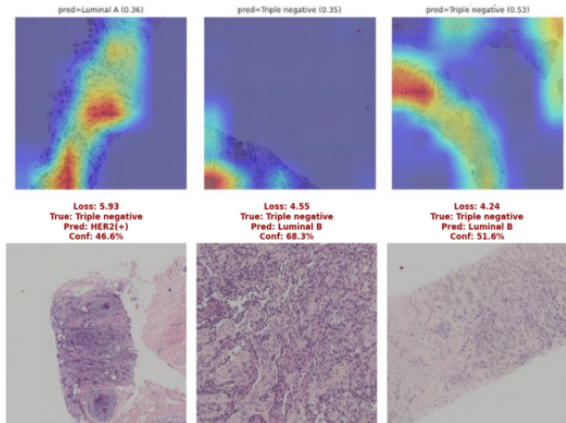 pred=Luminal A (0.36)
pred=Triple negative (0.35)
pred=Triple negative (0.53)
Loss: 5.93
True: Triple negative
Pred: HER2(+)
Conf: 46.6%
Loss: 4.55
True: Triple negative
Pred: Luminal B
Conf: 68.3%
Loss: 4.24
True: Triple negative
Pred: Luminal B
Conf: 51.6%